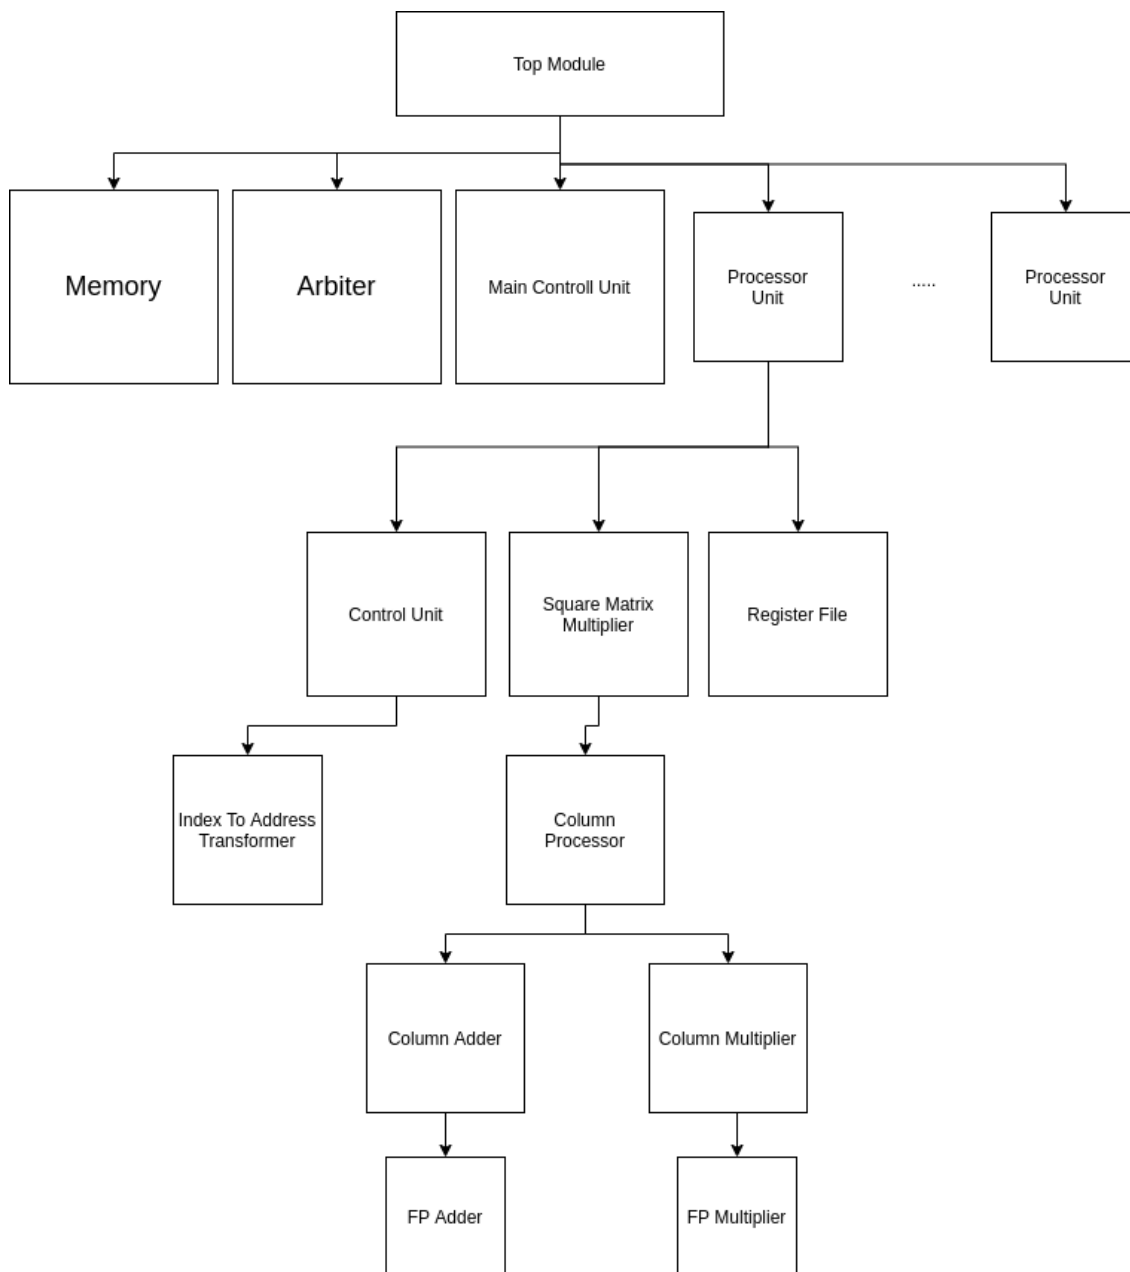 Top Module
Memory
Arbiter
Main Controll Unit
Processor
Unit
.....
Processor
Unit
Control Unit
Square Matrix
Multiplier
Register File
Index To Address
Transformer
Column
Processor
Column Adder
Column Multiplier
FP Adder
FP Multiplier